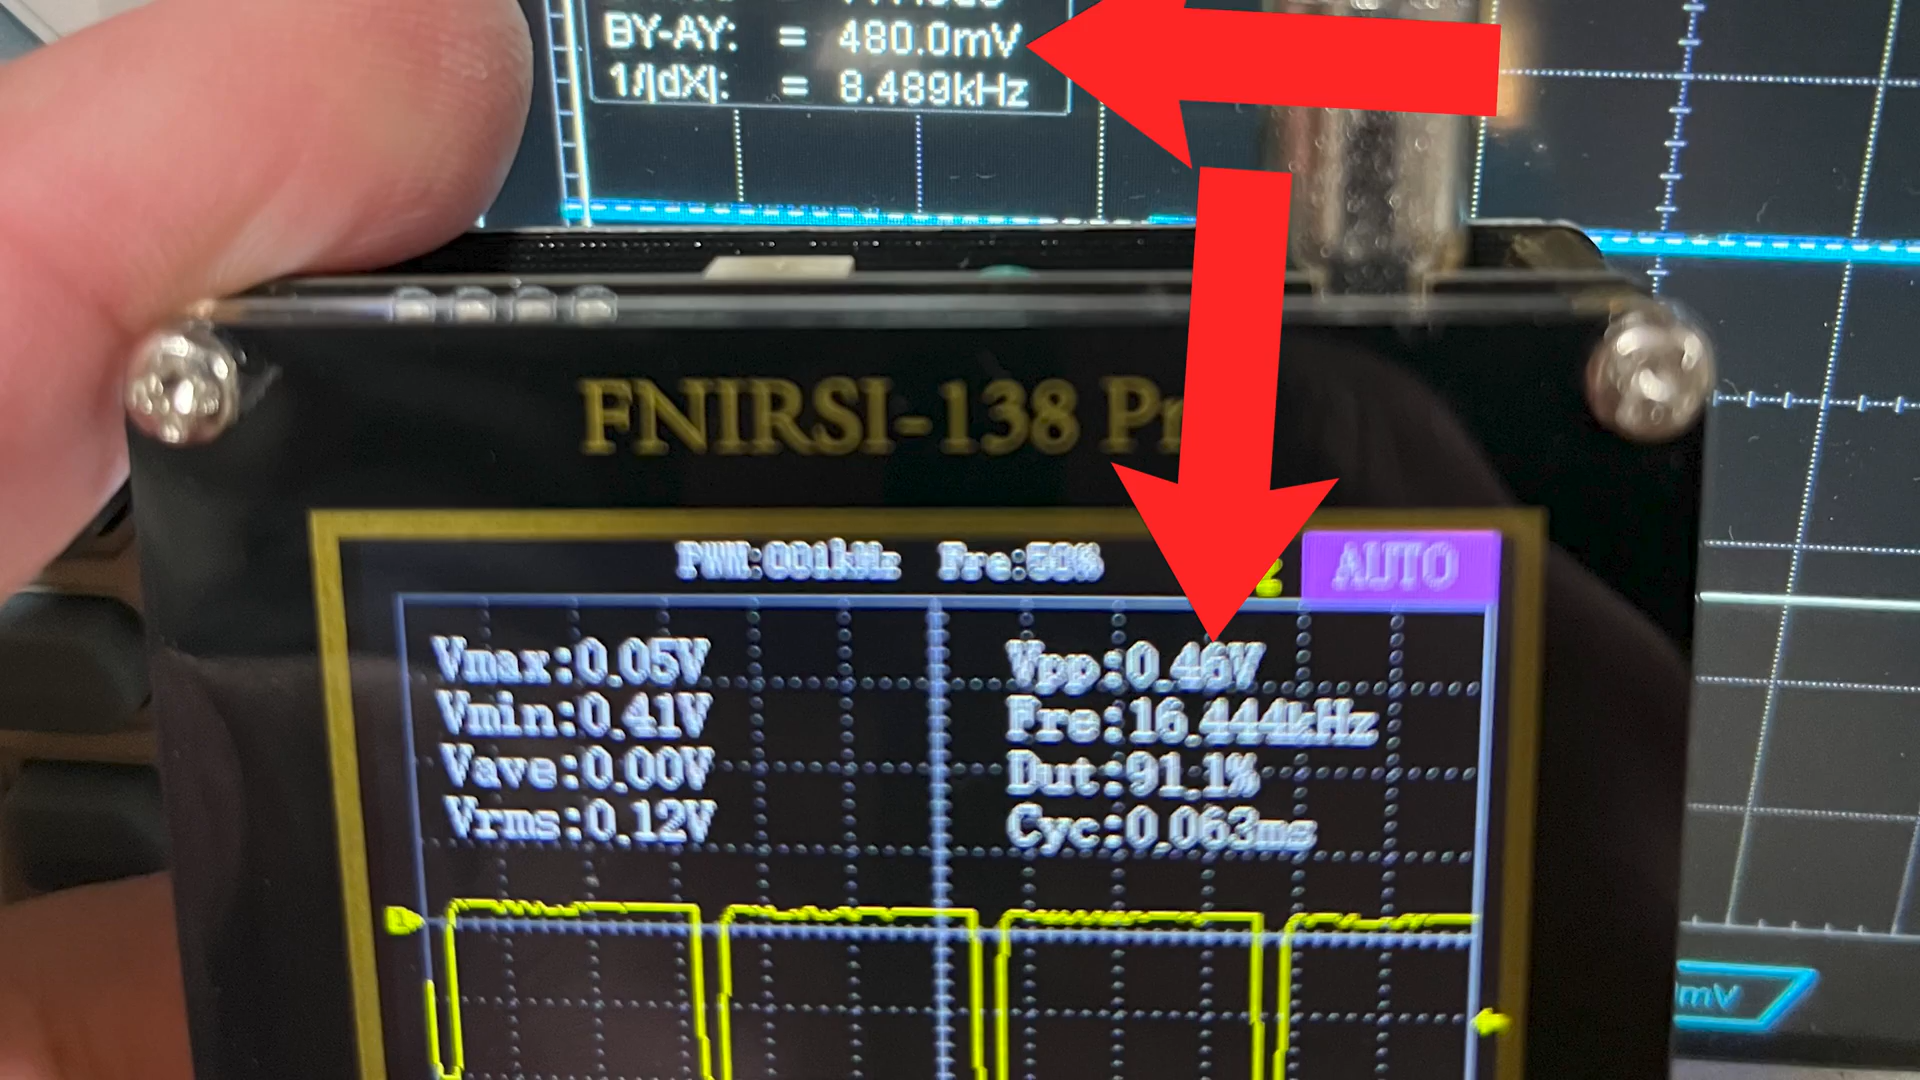 BY-AY: = 480.0mV
1/|dX|: = 8.489kHz
FNIRSI-138
PWM:001kHz Fre:50% AUTO
Vmax:0.05V Vpp:0.46V
Vmin:0.41V Fre:16.444kHz
Vave:0.00V Dut:91.1%
Vrms:0.12V Cyc:0.063ms
mV